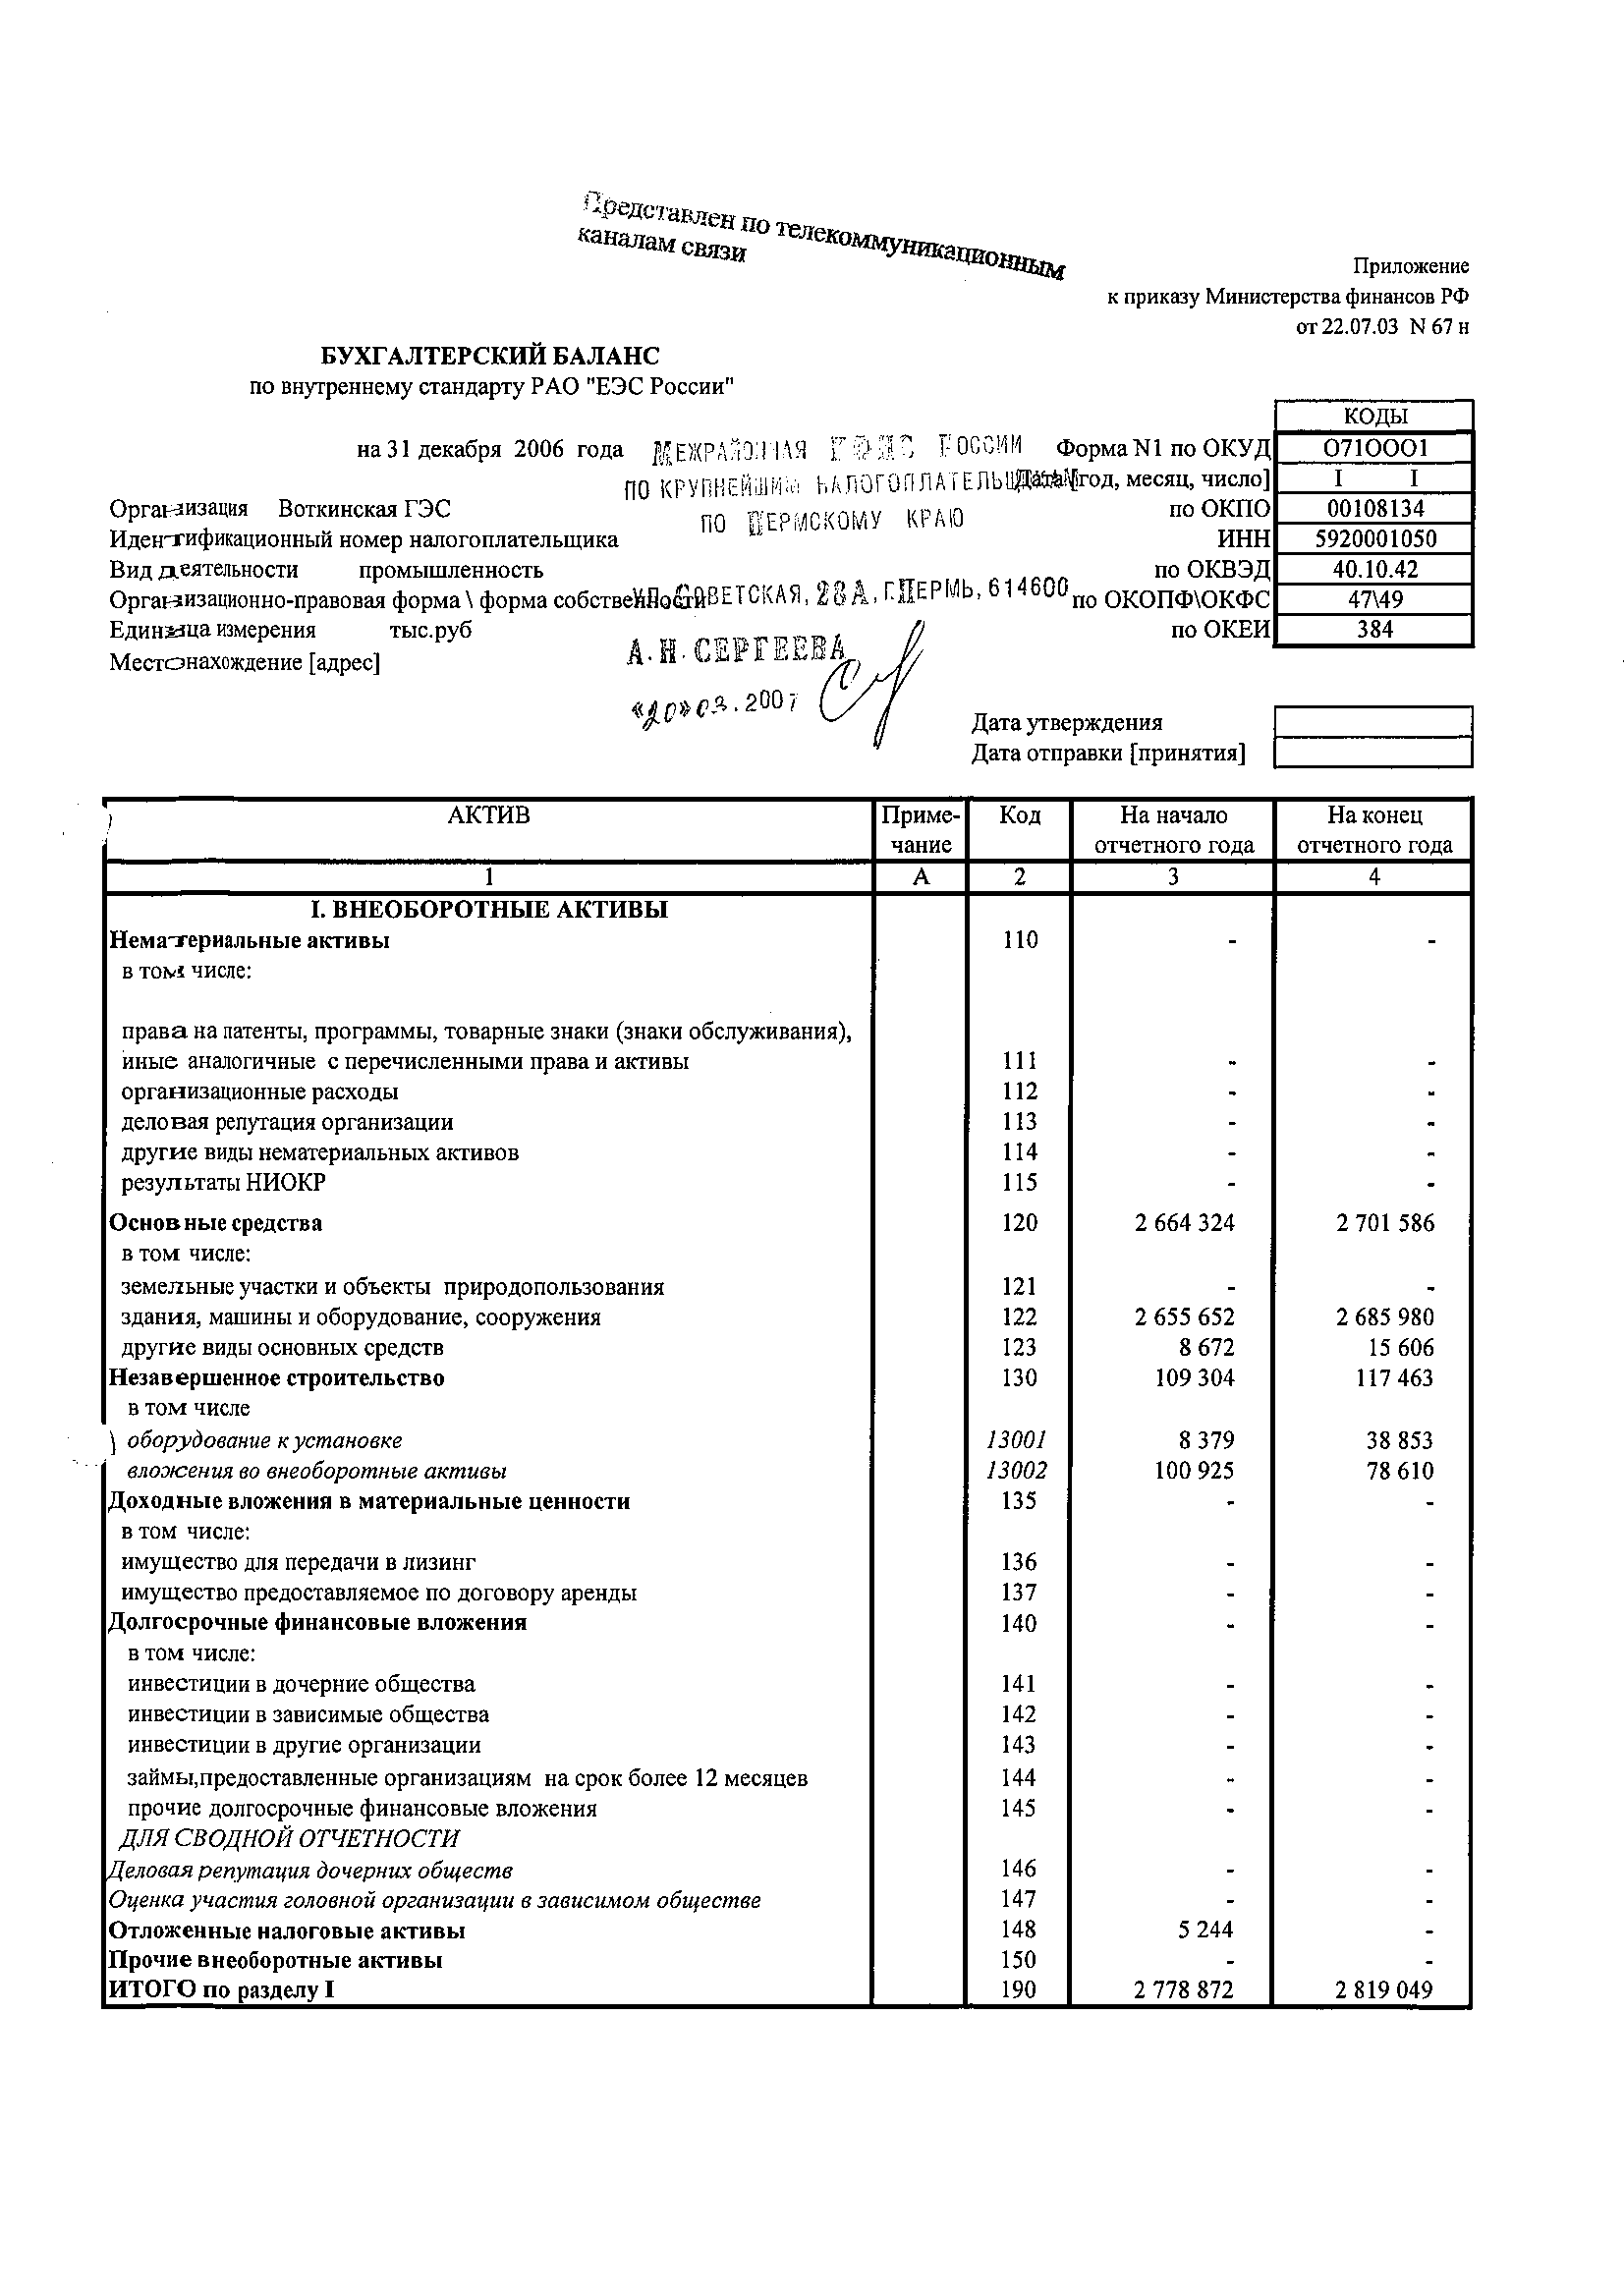 Представлен по телекоммуникационным
каналам связи
Приложение
к приказу Министерства финансов РФ
от 22.07.03 N 67 н
БУХГАЛТЕРСКИЙ БАЛАНС
по внутреннему стандарту РАО "ЕЭС России"
КОДЫ
на 31 декабря 2006 года МЕЖРАЙОННАЯ РОССИИ Форма N1 по ОКУД О71ООО1
ПО КРУПНЕЙШИМ НАЛОГОПЛАТЕЛЬЩИКАМ Дата [год, месяц, число] I I
Организация Воткинская ГЭС по ОКПО 00108134
ПО ПЕРМСКОМУ КРАЮ
Идентификационный номер налогоплательщика ИНН 5920001050
Вид деятельности промышленность по ОКВЭД 40.10.42
Организационно-правовая форма \ форма собственности по ОКОПФ\ОКФС 47\49
УЛ. СОВЕТСКАЯ, 28А, Г.ПЕРМЬ, 614600
Единица измерения тыс.руб по ОКЕИ 384
А.Н. СЕРГЕЕВА
Местонахождение [адрес]
«20» 03. 2007
Дата утверждения
Дата отправки [принятия]
АКТИВ Приме- Код На начало На конец
чание отчетного года отчетного года
1 А 2 3 4
I. ВНЕОБОРОТНЫЕ АКТИВЫ
Нематериальные активы 110 - -
в том числе:
права на патенты, программы, товарные знаки (знаки обслуживания),
иные аналогичные с перечисленными права и активы 111 - -
организационные расходы 112 - -
деловая репутация организации 113 - -
другие виды нематериальных активов 114 - -
результаты НИОКР 115 - -
Основные средства 120 2 664 324 2 701 586
в том числе:
земельные участки и объекты природопользования 121 - -
здания, машины и оборудование, сооружения 122 2 655 652 2 685 980
другие виды основных средств 123 8 672 15 606
Незавершенное строительство 130 109 304 117 463
в том числе
оборудование к установке 13001 8 379 38 853
вложения во внеоборотные активы 13002 100 925 78 610
Доходные вложения в материальные ценности 135 - -
в том числе:
имущество для передачи в лизинг 136 - -
имущество предоставляемое по договору аренды 137 - -
Долгосрочные финансовые вложения 140 - -
в том числе:
инвестиции в дочерние общества 141 - -
инвестиции в зависимые общества 142 - -
инвестиции в другие организации 143 - -
займы,предоставленные организациям на срок более 12 месяцев 144 - -
прочие долгосрочные финансовые вложения 145 - -
ДЛЯ СВОДНОЙ ОТЧЕТНОСТИ
Деловая репутация дочерних обществ 146 - -
Оценка участия головной организации в зависимом обществе 147 - -
Отложенные налоговые активы 148 5 244 -
Прочие внеоборотные активы 150 - -
ИТОГО по разделу I 190 2 778 872 2 819 049